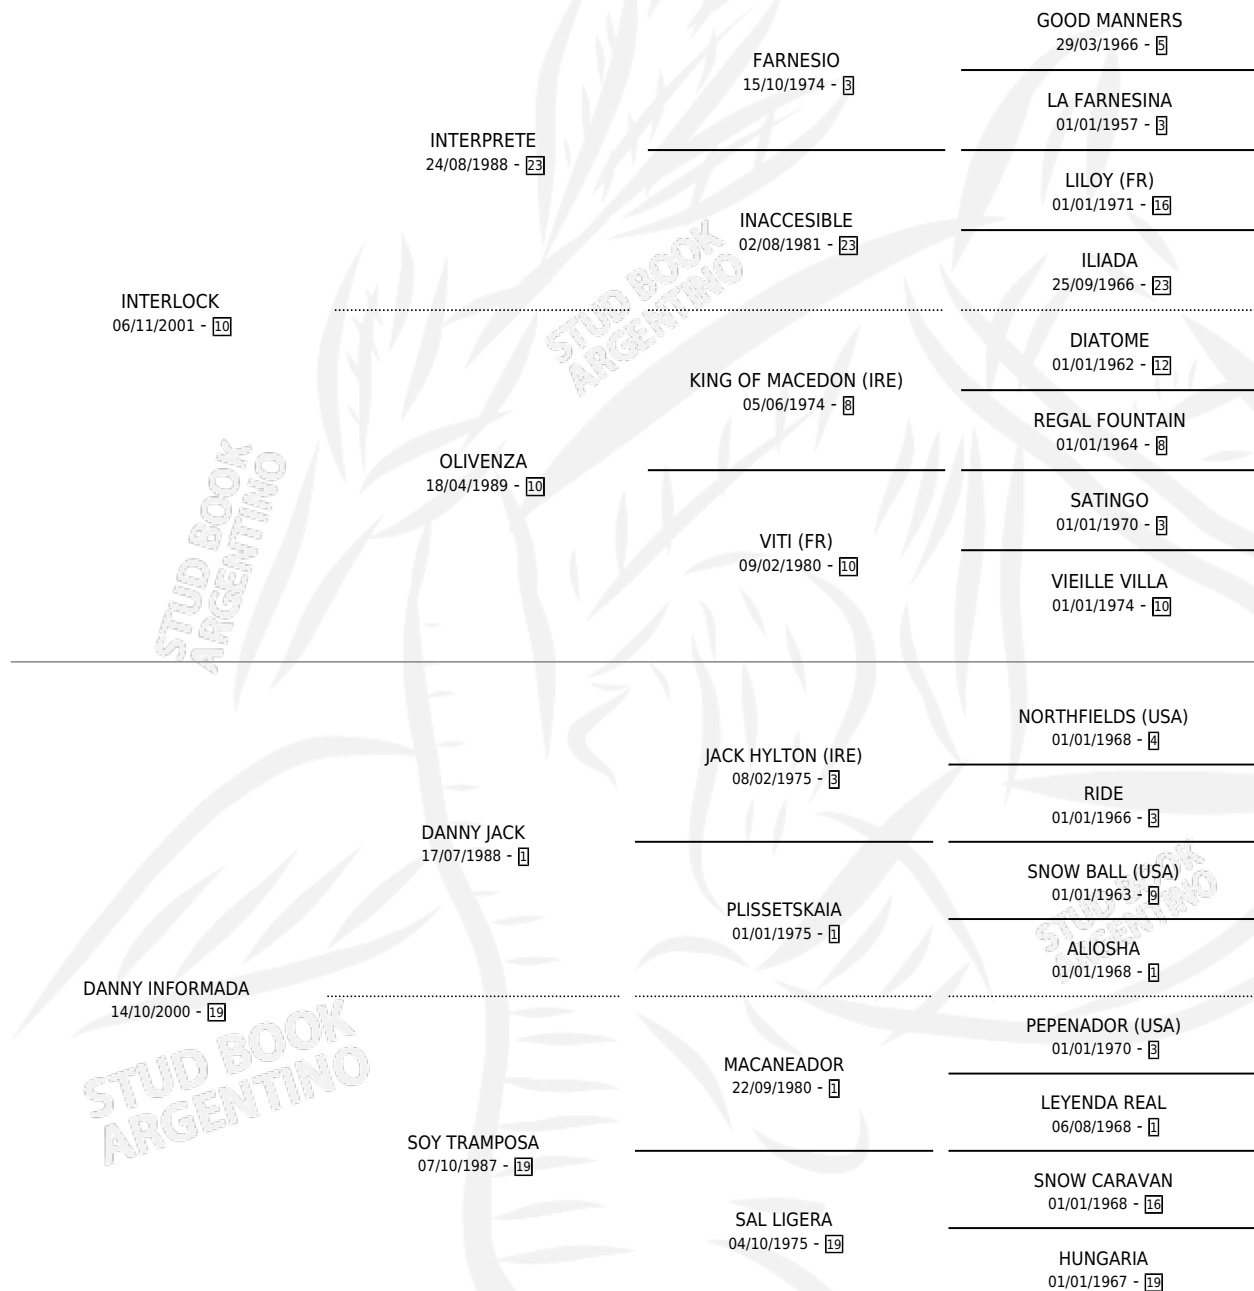 GOOD MANNERS
29/03/1966 - 5
FARNESIO
15/10/1974 - 3
LA FARNESINA
01/01/1957 - 3
INTERPRETE
24/08/1988 - 23
LILOY (FR)
01/01/1971 - 16
INACCESIBLE
02/08/1981 - 23
ILIADA
25/09/1966 - 23
INTERLOCK
06/11/2001 - 10
STUD BOOK
ARGENTINO
DIATOME
01/01/1962 - 12
KING OF MACEDON (IRE)
05/06/1974 - 8
REGAL FOUNTAIN
01/01/1964 - 8
OLIVENZA
18/04/1989 - 10
SATINGO
01/01/1970 - 3
VITI (FR)
09/02/1980 - 10
VIEILLE VILLA
01/01/1974 - 10
STUD BOOK
ARGENTINO
NORTHFIELDS (USA)
01/01/1968 - 4
JACK HYLTON (IRE)
08/02/1975 - 3
RIDE
01/01/1966 - 3
DANNY JACK
17/07/1988 - 1
SNOW BALL (USA)
01/01/1963 - 9
PLISSETSKAIA
01/01/1975 - 1
ALIOSHA
01/01/1968 - 1
STUD BOOK
ARGENTINO
DANNY INFORMADA
14/10/2000 - 19
PEPENADOR (USA)
01/01/1970 - 3
MACANEADOR
22/09/1980 - 1
LEYENDA REAL
06/08/1968 - 1
STUD BOOK
ARGENTINO
SOY TRAMPOSA
07/10/1987 - 19
SNOW CARAVAN
01/01/1968 - 16
SAL LIGERA
04/10/1975 - 19
HUNGARIA
01/01/1967 - 19